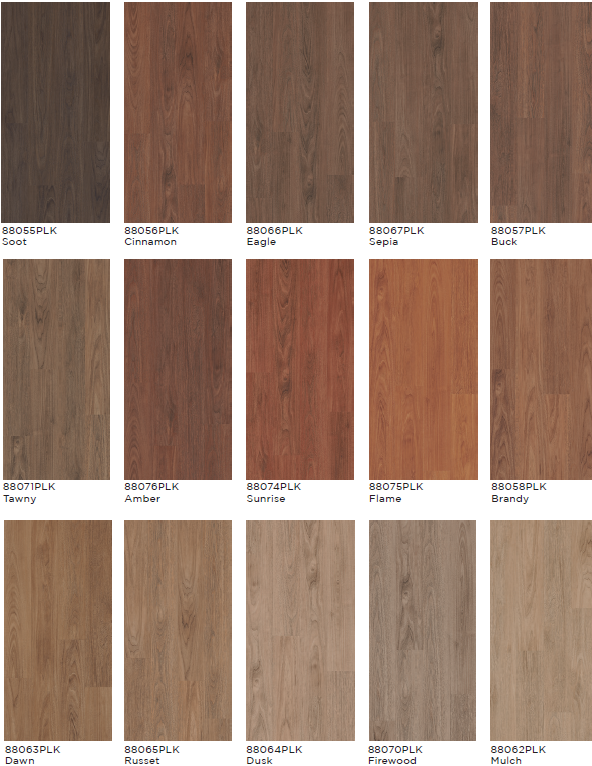 88055PLK
Soot
88056PLK
Cinnamon
88066PLK
Eagle
88067PLK
Sepia
88057PLK
Buck
88071PLK
Tawny
88076PLK
Amber
88074PLK
Sunrise
88075PLK
Flame
88058PLK
Brandy
88063PLK
Dawn
88065PLK
Russet
88064PLK
Dusk
88070PLK
Firewood
88062PLK
Mulch